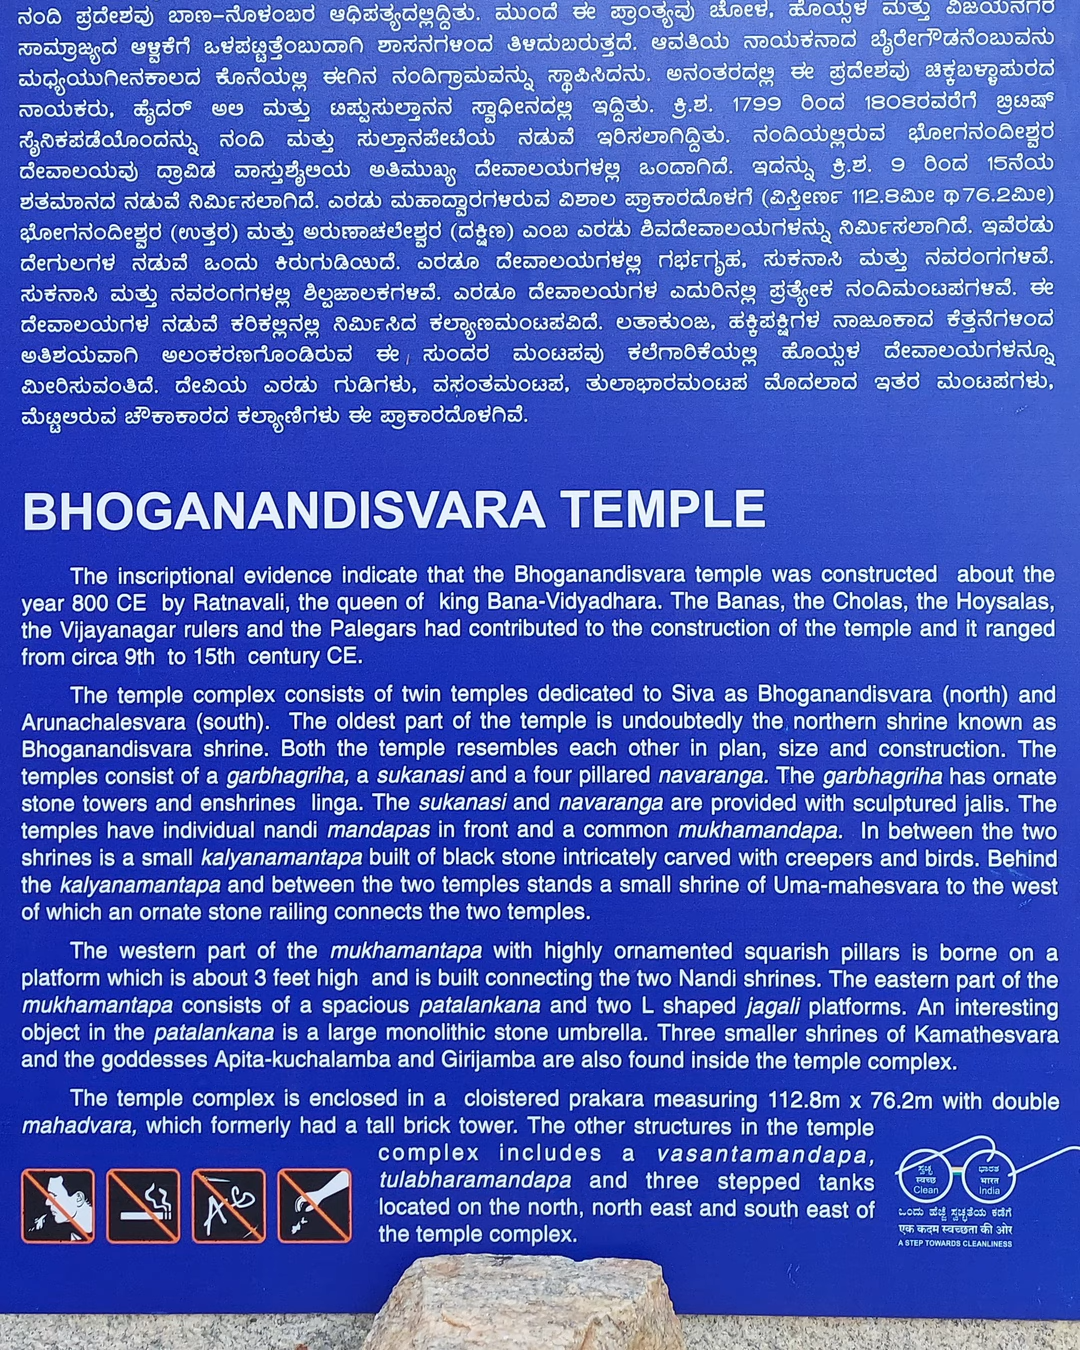 ನಂದಿ ಪ್ರದೇಶವು ಬಾಣ–ನೊಳಂಬರ ಆಧಿಪತ್ಯದಲ್ಲಿದ್ದಿತು. ಮುಂದೆ ಈ ಪ್ರಾಂತ್ಯವು ಚೋಳ, ಹೊಯ್ಸಳ ಮತ್ತು ವಿಜಯನಗರ
ಸಾಮ್ರಾಜ್ಯದ ಆಳ್ವಿಕೆಗೆ ಒಳಪಟ್ಟಿತ್ತೆಂಬುದಾಗಿ ಶಾಸನಗಳಿಂದ ತಿಳಿದುಬರುತ್ತದೆ. ಆವತಿಯ ನಾಯಕನಾದ ಬೈರೇಗೌಡನೆಂಬುವನು
ಮಧ್ಯಯುಗೀನಕಾಲದ ಕೊನೆಯಲ್ಲಿ ಈಗಿನ ನಂದಿಗ್ರಾಮವನ್ನು ಸ್ಥಾಪಿಸಿದನು. ಅನಂತರದಲ್ಲಿ ಈ ಪ್ರದೇಶವು ಚಿಕ್ಕಬಳ್ಳಾಪುರದ
ನಾಯಕರು, ಹೈದರ್ ಅಲಿ ಮತ್ತು ಟಿಪ್ಪುಸುಲ್ತಾನನ ಸ್ವಾಧೀನದಲ್ಲಿ ಇದ್ದಿತು. ಕ್ರಿ.ಶ. 1799 ರಿಂದ 1808ರವರೆಗೆ ಬ್ರಿಟಿಷ್
ಸೈನಿಕಪಡೆಯೊಂದನ್ನು ನಂದಿ ಮತ್ತು ಸುಲ್ತಾನಪೇಟೆಯ ನಡುವೆ ಇರಿಸಲಾಗಿದ್ದಿತು. ನಂದಿಯಲ್ಲಿರುವ ಭೋಗನಂದೀಶ್ವರ
ದೇವಾಲಯವು ದ್ರಾವಿಡ ವಾಸ್ತುಶೈಲಿಯ ಅತಿಮುಖ್ಯ ದೇವಾಲಯಗಳಲ್ಲಿ ಒಂದಾಗಿದೆ. ಇದನ್ನು ಕ್ರಿ.ಶ. 9 ರಿಂದ 15ನೆಯ
ಶತಮಾನದ ನಡುವೆ ನಿರ್ಮಿಸಲಾಗಿದೆ. ಎರಡು ಮಹಾದ್ವಾರಗಳಿರುವ ವಿಶಾಲ ಪ್ರಾಕಾರದೊಳಗೆ (ವಿಸ್ತೀರ್ಣ 112.8ಮೀ ಥ76.2ಮೀ)
ಭೋಗನಂದೀಶ್ವರ (ಉತ್ತರ) ಮತ್ತು ಅರುಣಾಚಲೇಶ್ವರ (ದಕ್ಷಿಣ) ಎಂಬ ಎರಡು ಶಿವದೇವಾಲಯಗಳನ್ನು ನಿರ್ಮಿಸಲಾಗಿದೆ. ಇವೆರಡು
ದೇಗುಲಗಳ ನಡುವೆ ಒಂದು ಕಿರುಗುಡಿಯಿದೆ. ಎರಡೂ ದೇವಾಲಯಗಳಲ್ಲಿ ಗರ್ಭಗೃಹ, ಸುಕನಾಸಿ ಮತ್ತು ನವರಂಗಗಳಿವೆ.
ಸುಕನಾಸಿ ಮತ್ತು ನವರಂಗಗಳಲ್ಲಿ ಶಿಲ್ಪಜಾಲಕಗಳಿವೆ. ಎರಡೂ ದೇವಾಲಯಗಳ ಎದುರಿನಲ್ಲಿ ಪ್ರತ್ಯೇಕ ನಂದಿಮಂಟಪಗಳಿವೆ. ಈ
ದೇವಾಲಯಗಳ ನಡುವೆ ಕರಿಕಲ್ಲಿನಲ್ಲಿ ನಿರ್ಮಿಸಿದ ಕಲ್ಯಾಣಮಂಟಪವಿದೆ. ಲತಾಕುಂಜ, ಹಕ್ಕಿಪಕ್ಷಿಗಳ ನಾಜೂಕಾದ ಕೆತ್ತನೆಗಳಿಂದ
ಅತಿಶಯವಾಗಿ ಅಲಂಕರಣಗೊಂಡಿರುವ ಈ ಸುಂದರ ಮಂಟಪವು ಕಲೆಗಾರಿಕೆಯಲ್ಲಿ ಹೊಯ್ಸಳ ದೇವಾಲಯಗಳನ್ನೂ
ಮೀರಿಸುವಂತಿದೆ. ದೇವಿಯ ಎರಡು ಗುಡಿಗಳು, ವಸಂತಮಂಟಪ, ತುಲಾಭಾರಮಂಟಪ ಮೊದಲಾದ ಇತರ ಮಂಟಪಗಳು,
ಮೆಟ್ಟಿಲಿರುವ ಚೌಕಾಕಾರದ ಕಲ್ಯಾಣಿಗಳು ಈ ಪ್ರಾಕಾರದೊಳಗಿವೆ.
BHOGANANDISVARA TEMPLE
The inscriptional evidence indicate that the Bhoganandisvara temple was constructed about the
year 800 CE by Ratnavali, the queen of king Bana-Vidyadhara. The Banas, the Cholas, the Hoysalas,
the Vijayanagar rulers and the Palegars had contributed to the construction of the temple and it ranged
from circa 9th to 15th century CE.
The temple complex consists of twin temples dedicated to Siva as Bhoganandisvara (north) and
Arunachalesvara (south). The oldest part of the temple is undoubtedly the northern shrine known as
Bhoganandisvara shrine. Both the temple resembles each other in plan, size and construction. The
temples consist of a garbhagriha, a sukanasi and a four pillared navaranga. The garbhagriha has ornate
stone towers and enshrines linga. The sukanasi and navaranga are provided with sculptured jalis. The
temples have individual nandi mandapas in front and a common mukhamandapa. In between the two
shrines is a small kalyanamantapa built of black stone intricately carved with creepers and birds. Behind
the kalyanamantapa and between the two temples stands a small shrine of Uma-mahesvara to the west
of which an ornate stone railing connects the two temples.
The western part of the mukhamantapa with highly ornamented squarish pillars is borne on a
platform which is about 3 feet high and is built connecting the two Nandi shrines. The eastern part of the
mukhamantapa consists of a spacious patalankana and two L shaped jagali platforms. An interesting
object in the patalankana is a large monolithic stone umbrella. Three smaller shrines of Kamathesvara
and the goddesses Apita-kuchalamba and Girijamba are also found inside the temple complex.
The temple complex is enclosed in a cloistered prakara measuring 112.8m x 76.2m with double
mahadvara, which formerly had a tall brick tower. The other structures in the temple
complex includes a vasantamandapa,
tulabharamandapa and three stepped tanks
located on the north, north east and south east of
the temple complex.
ಸ್ವಚ್ಛ ಭಾರತ
स्वच्छ भारत
Clean India
ಒಂದು ಹೆಜ್ಜೆ ಸ್ವಚ್ಛತೆಯ ಕಡೆಗೆ
एक कदम स्वच्छता की ओर
A STEP TOWARDS CLEANLINESS